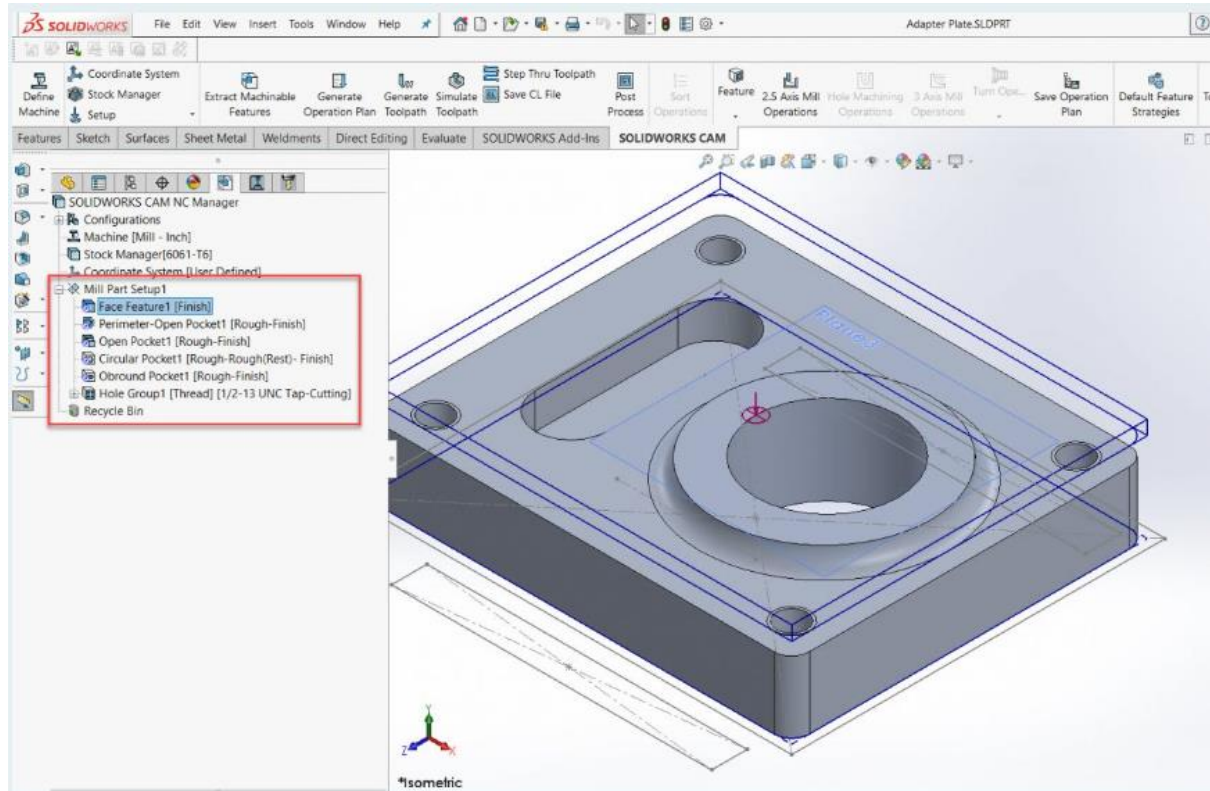 SOLIDWORKS File Edit View Insert Tools Window Help Adapter Plate.SLDPRT
Define Machine
Coordinate System
Stock Manager
Setup
Extract Machinable Features
Generate Operation Plan
Generate Toolpath
Simulate Toolpath
Step Thru Toolpath
Save CL File
Post Process
Sort Operations
Feature
2.5 Axis Mill Operations
Hole Machining Operations
3 Axis Mill Operations
Turn Ope...
Save Operation Plan
Default Feature Strategies
Features Sketch Surfaces Sheet Metal Weldments Direct Editing Evaluate SOLIDWORKS Add-Ins SOLIDWORKS CAM
SOLIDWORKS CAM NC Manager
Configurations
Machine [Mill - Inch]
Stock Manager[6061-T6]
Coordinate System [User Defined]
Mill Part Setup1
Face Feature1 [Finish]
Perimeter-Open Pocket1 [Rough-Finish]
Open Pocket1 [Rough-Finish]
Circular Pocket1 [Rough-Rough(Rest)- Finish]
Obround Pocket1 [Rough-Finish]
Hole Group1 [Thread] [1/2-13 UNC Tap-Cutting]
Recycle Bin
Plane3
Y
Z
X
*Isometric